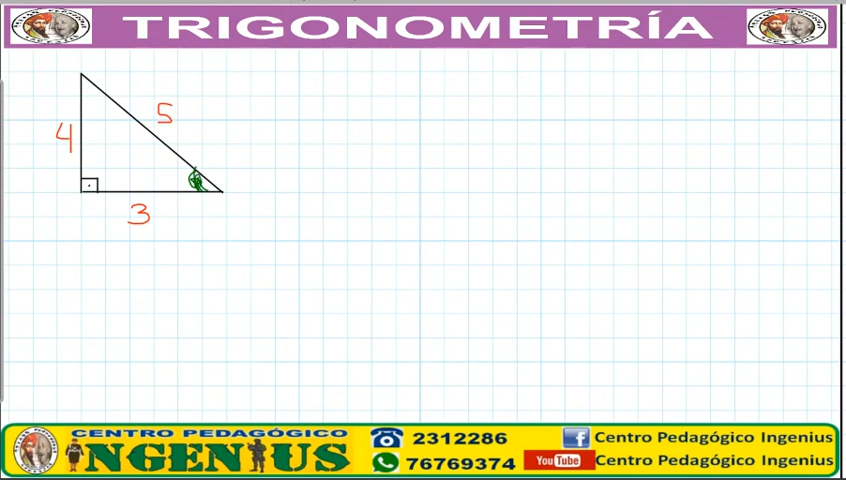 TRIGONOMETRÍA
5
4
3
CENTRO PEDAGÓGICO
INGENIUS
2312286
76769374
f Centro Pedagógico Ingenius
YouTube Centro Pedagógico Ingenius